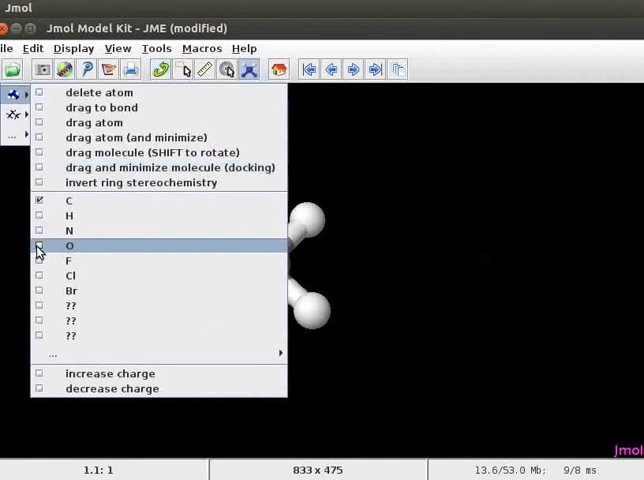 Jmol
Jmol Model Kit - JME (modified)
ile Edit Display View Tools Macros Help
delete atom
drag to bond
drag atom
drag atom (and minimize)
drag molecule (SHIFT to rotate)
drag and minimize molecule (docking)
invert ring stereochemistry
C
H
N
O
F
Cl
Br
??
??
??
...
...
increase charge
decrease charge
Jmol
1.1: 1 833 x 475 13.6/53.0 Mb; 9/8 ms